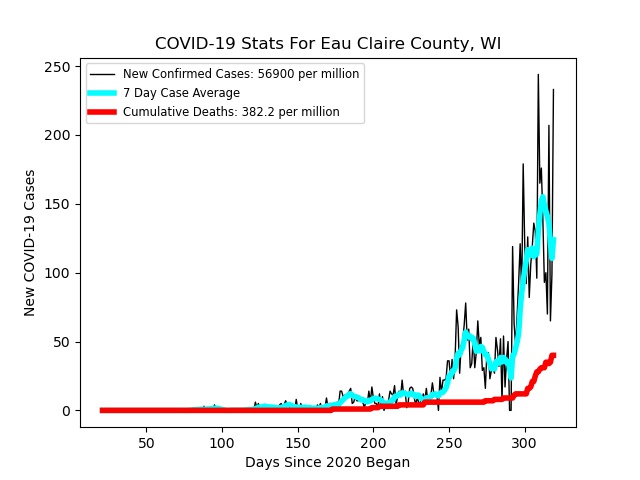 COVID-19 Stats For Eau Claire County, WI
New Confirmed Cases: 56900 per million
7 Day Case Average
Cumulative Deaths: 382.2 per million
New COVID-19 Cases
250
200
150
100
50
0
50 100 150 200 250 300
Days Since 2020 Began